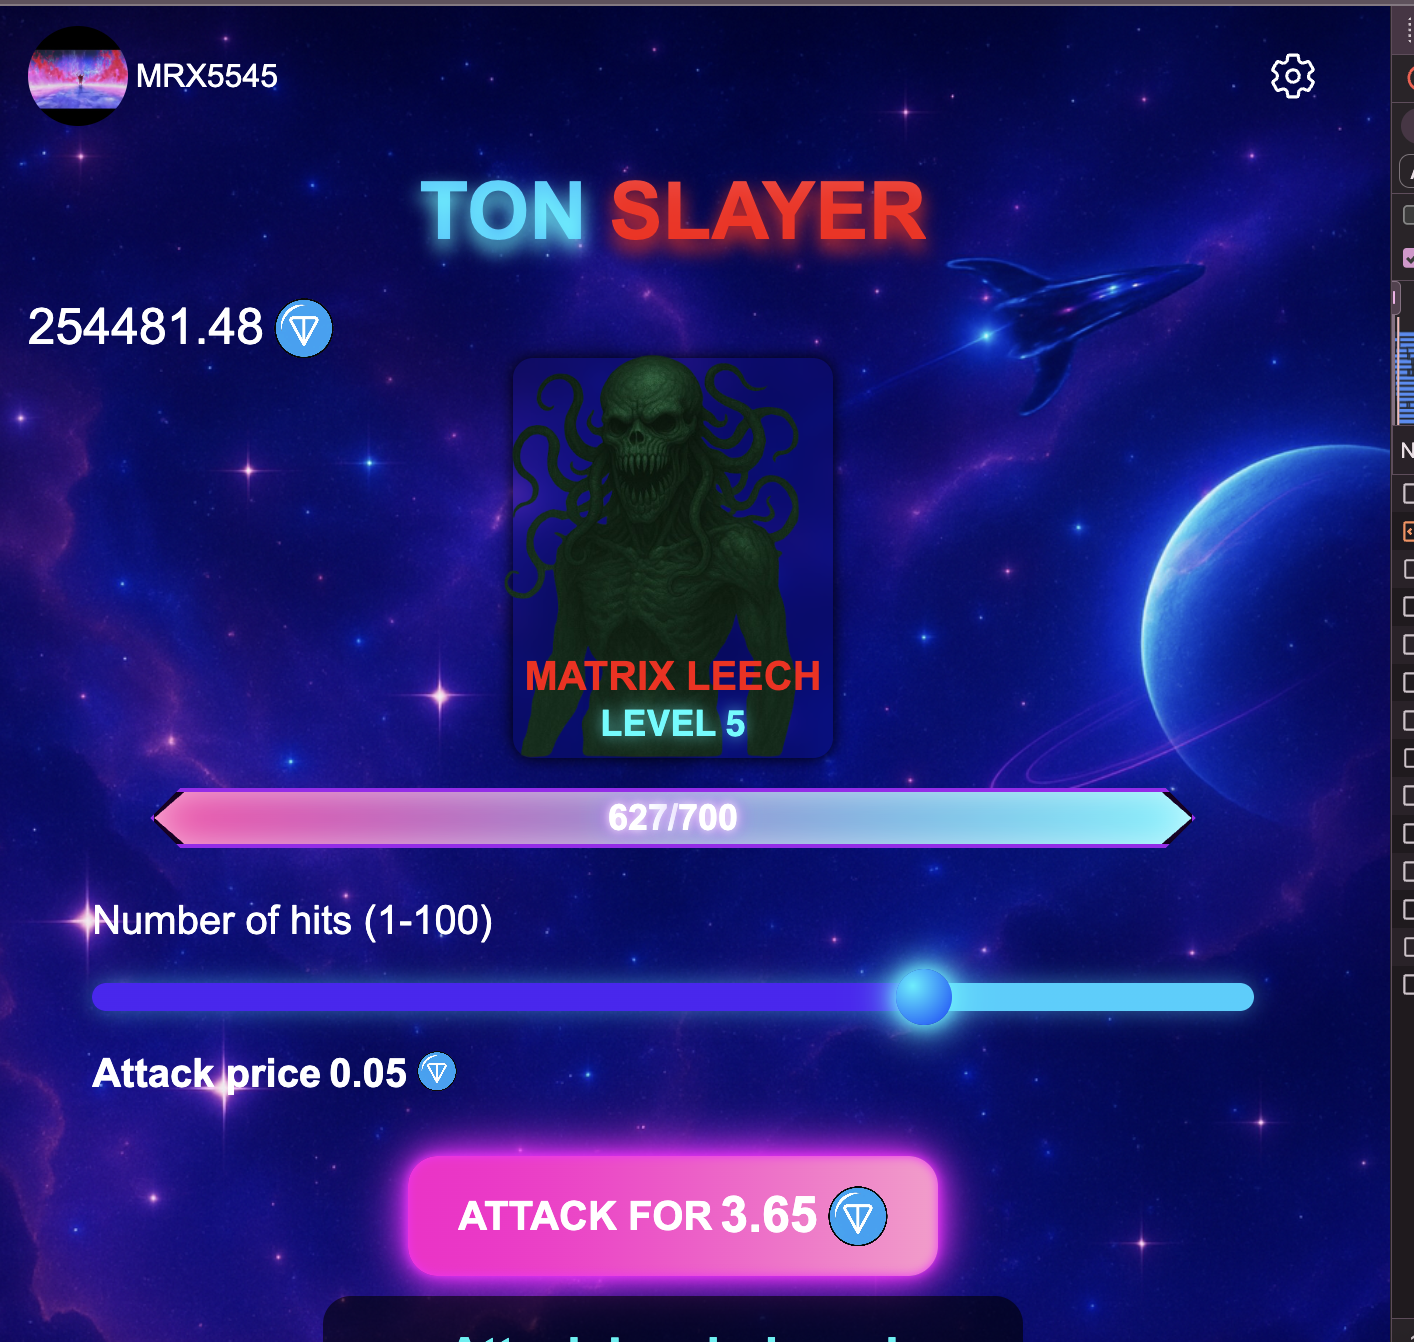 MRX5545
TON SLAYER
254481.48
MATRIX LEECH
LEVEL 5
627/700
Number of hits (1-100)
Attack price 0.05
ATTACK FOR 3.65